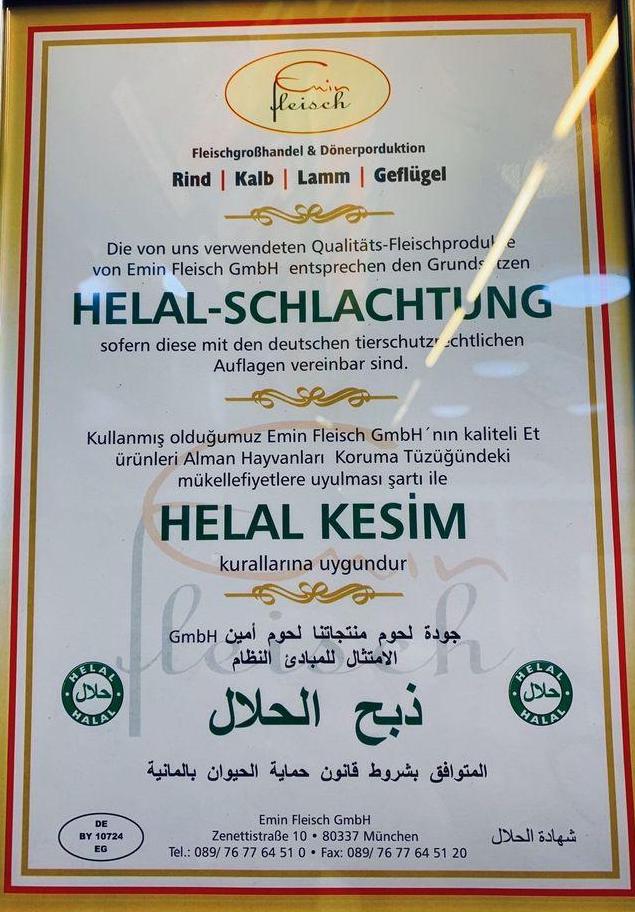 Emin
fleisch
Fleischgroßhandel & Dönerporduktion
Rind | Kalb | Lamm | Geflügel
Die von uns verwendeten Qualitäts-Fleischprodukte
von Emin Fleisch GmbH entsprechen den Grundsätzen
HELAL-SCHLACHTUNG
sofern diese mit den deutschen tierschutzrechtlichen
Auflagen vereinbar sind.
Kullanmış olduğumuz Emin Fleisch GmbH´nın kaliteli Et
ürünleri Alman Hayvanları Koruma Tüzüğündeki
mükellefiyetlere uyulması şartı ile
HELAL KESİM
kurallarına uygundur
Emin
fleisch
جودة لحوم منتجاتنا لحوم أمين GmbH
الامتثال للمبادئ النظام
ذبح الحلال
HELAL
حلال
HALAL
HELAL
حلال
HALAL
المتوافق بشروط قانون حماية الحيوان بالمانية
DE
BY 10724
EG
Emin Fleisch GmbH
Zenettistraße 10 • 80337 München
Tel.: 089/ 76 77 64 51 0 • Fax: 089/ 76 77 64 51 20
شهادة الحلال